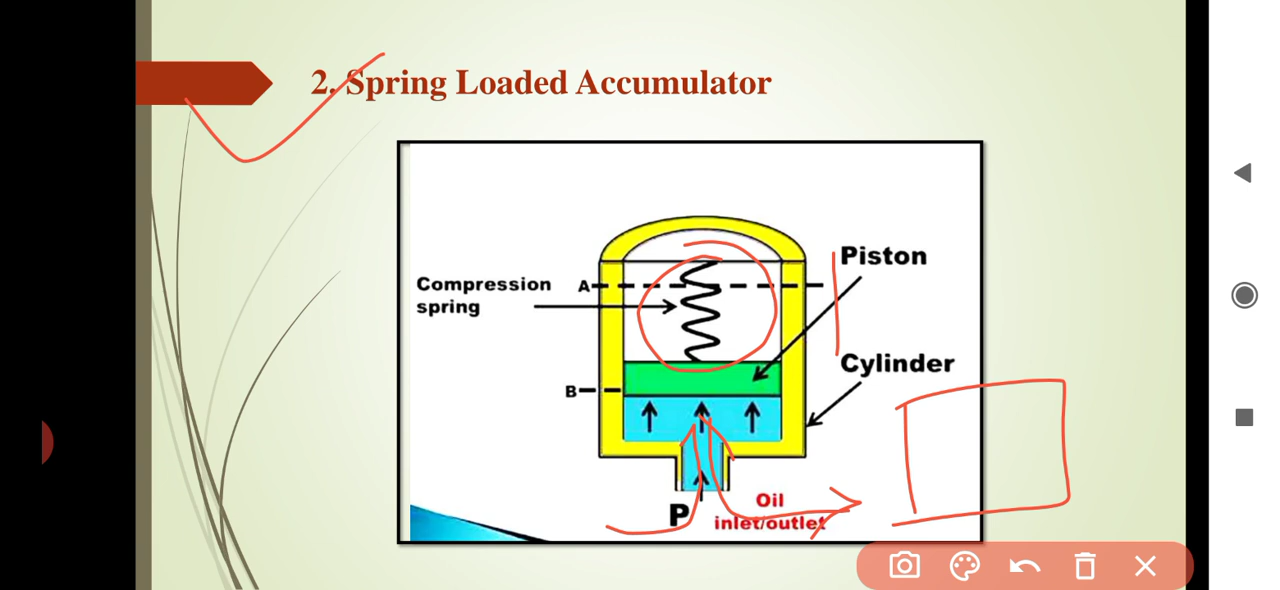 2. Spring Loaded Accumulator
Piston
Compression
spring
A
Cylinder
B
P
Oil
inlet/outlet